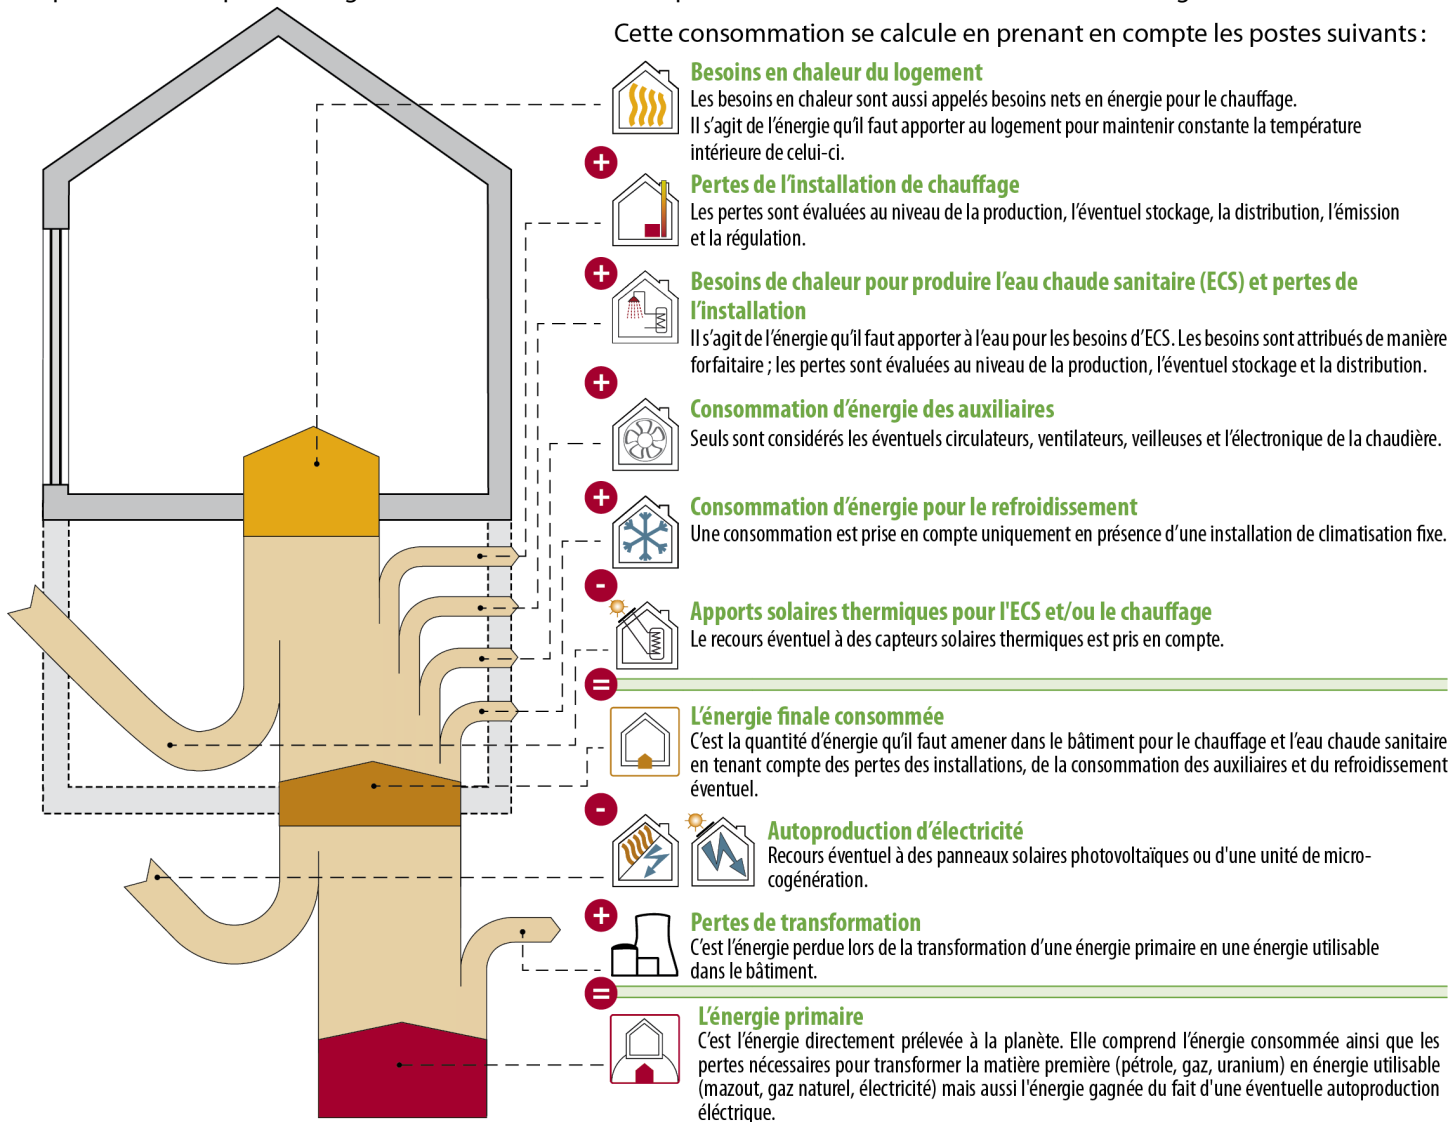 Cette consommation se calcule en prenant en compte les postes suivants :
Besoins en chaleur du logement
Les besoins en chaleur sont aussi appelés besoins nets en énergie pour le chauffage.
Il s’agit de l’énergie qu’il faut apporter au logement pour maintenir constante la température
intérieure de celui-ci.
+
Pertes de l’installation de chauffage
Les pertes sont évaluées au niveau de la production, l’éventuel stockage, la distribution, l’émission
et la régulation.
+
Besoins de chaleur pour produire l’eau chaude sanitaire (ECS) et pertes de
l’installation
Il s’agit de l’énergie qu’il faut apporter à l’eau pour les besoins d’ECS. Les besoins sont attribués de manière
forfaitaire ; les pertes sont évaluées au niveau de la production, l’éventuel stockage et la distribution.
+
Consommation d’énergie des auxiliaires
Seuls sont considérés les éventuels circulateurs, ventilateurs, veilleuses et l’électronique de la chaudière.
+
Consommation d’énergie pour le refroidissement
Une consommation est prise en compte uniquement en présence d’une installation de climatisation fixe.
-
Apports solaires thermiques pour l'ECS et/ou le chauffage
Le recours éventuel à des capteurs solaires thermiques est pris en compte.
=
L’énergie finale consommée
C’est la quantité d’énergie qu’il faut amener dans le bâtiment pour le chauffage et l’eau chaude sanitaire
en tenant compte des pertes des installations, de la consommation des auxiliaires et du refroidissement
éventuel.
-
Autoproduction d’électricité
Recours éventuel à des panneaux solaires photovoltaïques ou d'une unité de micro-
cogénération.
+
Pertes de transformation
C’est l’énergie perdue lors de la transformation d’une énergie primaire en une énergie utilisable
dans le bâtiment.
=
L’énergie primaire
C’est l’énergie directement prélevée à la planète. Elle comprend l’énergie consommée ainsi que les
pertes nécessaires pour transformer la matière première (pétrole, gaz, uranium) en énergie utilisable
(mazout, gaz naturel, électricité) mais aussi l'énergie gagnée du fait d'une éventuelle autoproduction
éléctrique.